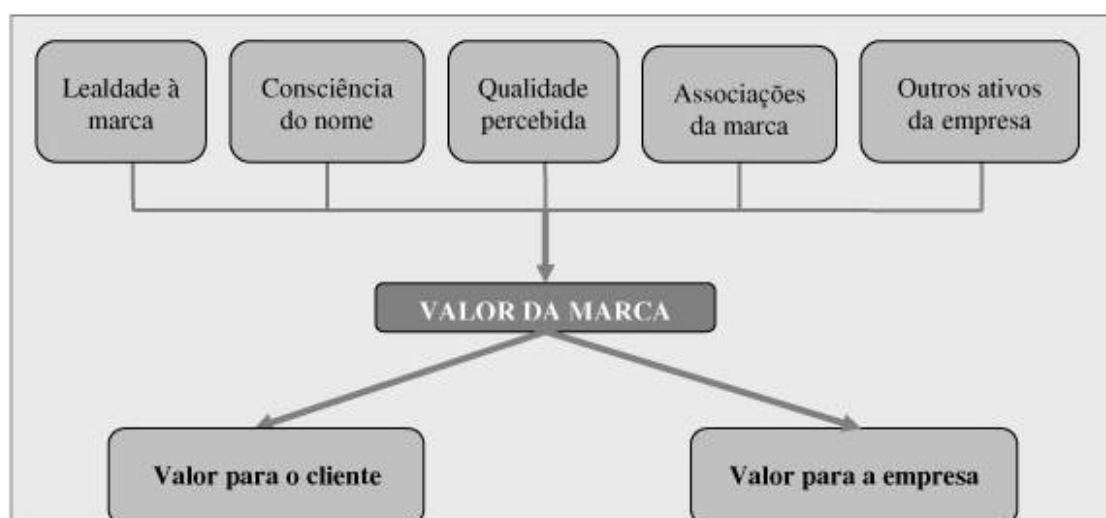 Lealdade à
marca
Consciência
do nome
Qualidade
percebida
Associações
da marca
Outros ativos
da empresa
VALOR DA MARCA
Valor para o cliente
Valor para a empresa